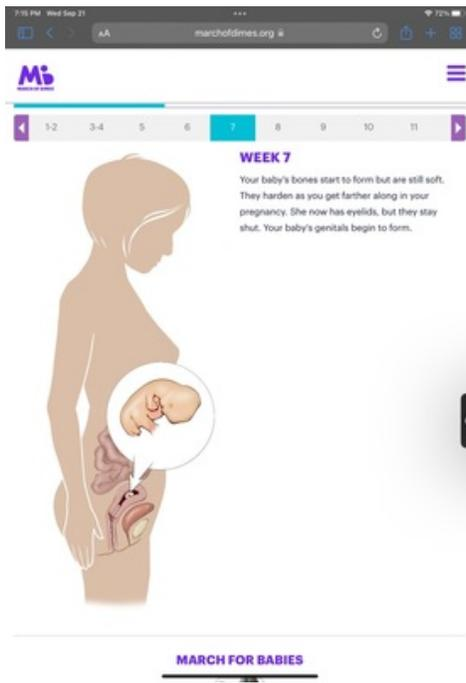 7:15 PM Wed Sep 21
72%
AA
marchofdimes.org
MARCH OF DIMES
1-2 3-4 5 6 7 8 9 10 11
WEEK 7
Your baby's bones start to form but are still soft.
They harden as you get farther along in your
pregnancy. She now has eyelids, but they stay
shut. Your baby's genitals begin to form.
MARCH FOR BABIES